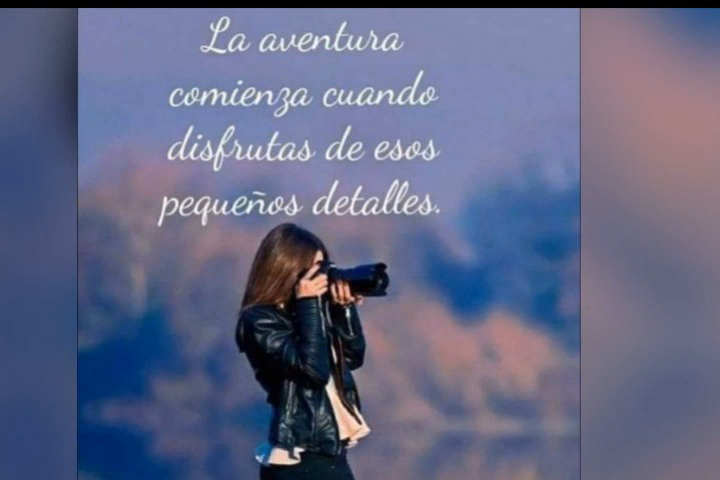 La aventura
comienza cuando
disfrutas de esos
pequeños detalles.